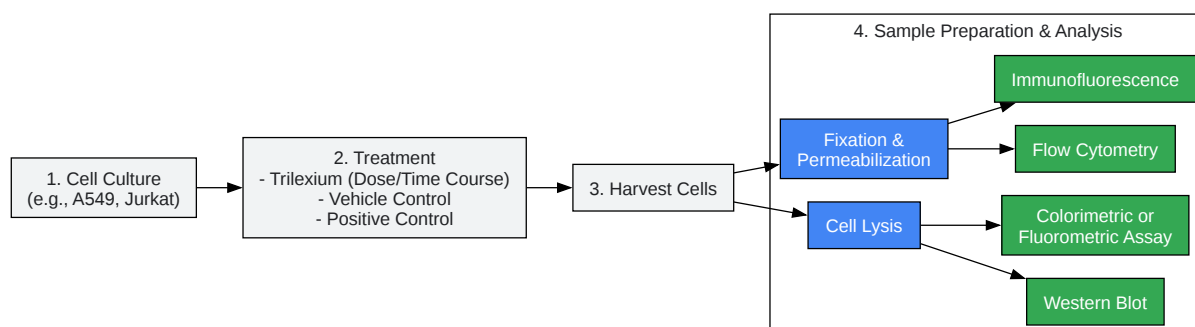 1. Cell Culture
(e.g., A549, Jurkat)
2. Treatment
- Trilexium (Dose/Time Course)
- Vehicle Control
- Positive Control
3. Harvest Cells
4. Sample Preparation & Analysis
Fixation &
Permeabilization
Cell Lysis
Immunofluorescence
Flow Cytometry
Colorimetric or
Fluorometric Assay
Western Blot